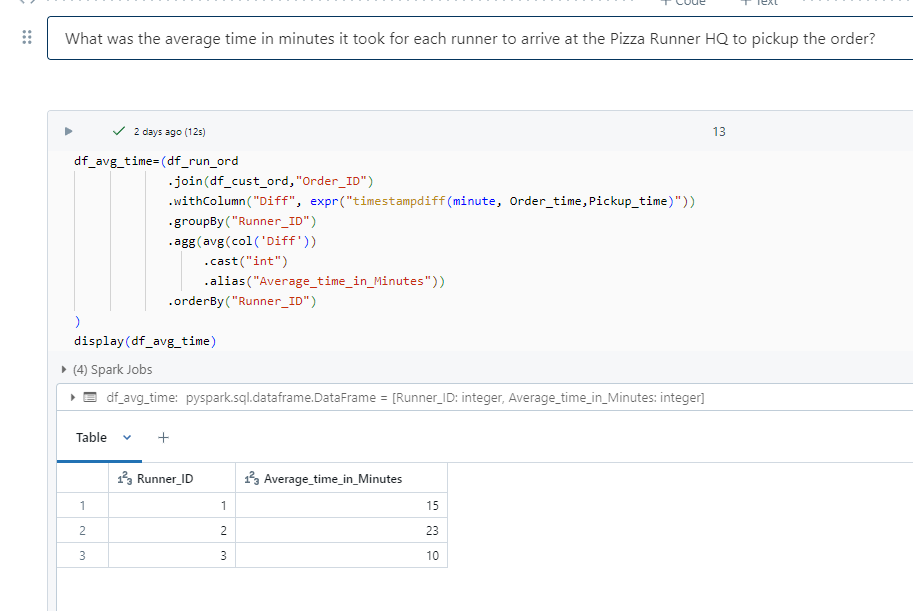 + Code + Text
What was the average time in minutes it took for each runner to arrive at the Pizza Runner HQ to pickup the order?
2 days ago (12s) 13
df_avg_time=(df_run_ord
.join(df_cust_ord,"Order_ID")
.withColumn("Diff", expr("timestampdiff(minute, Order_time,Pickup_time)"))
.groupBy("Runner_ID")
.agg(avg(col('Diff'))
.cast("int")
.alias("Average_time_in_Minutes"))
.orderBy("Runner_ID")
)
display(df_avg_time)
(4) Spark Jobs
df_avg_time: pyspark.sql.dataframe.DataFrame = [Runner_ID: integer, Average_time_in_Minutes: integer]
Table +
123 Runner_ID 123 Average_time_in_Minutes
1 1 15
2 2 23
3 3 10